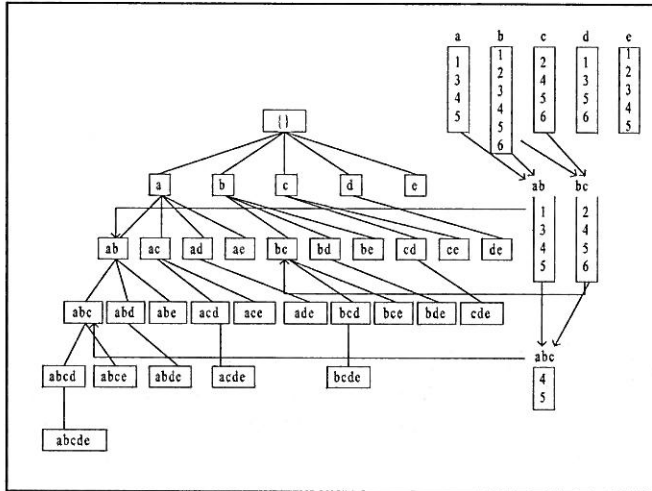 a b c d e
1 1 2 1 1
3 2 4 3 2
4 3 5 5 3
5 4 6 6 4
5 5
6
{ }
a b c d e
ab bc
ab ac ad ae bc bd be cd ce de
1 2
3 4
4 5
5 6
abc abd abe acd ace ade bcd bce bde cde
abc
4
5
abcd abce abde acde bcde
abcde